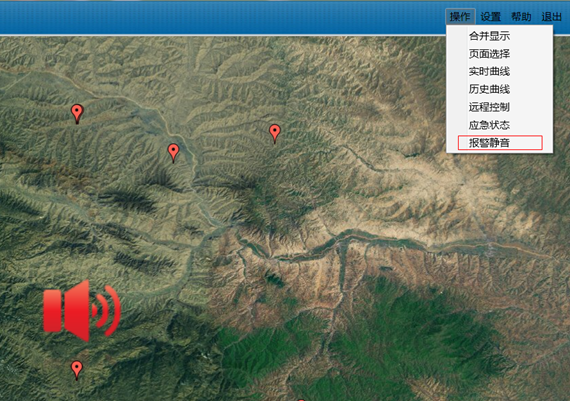 操作 设置 帮助 退出
合并显示
页面选择
实时曲线
历史曲线
远程控制
应急状态
报警静音